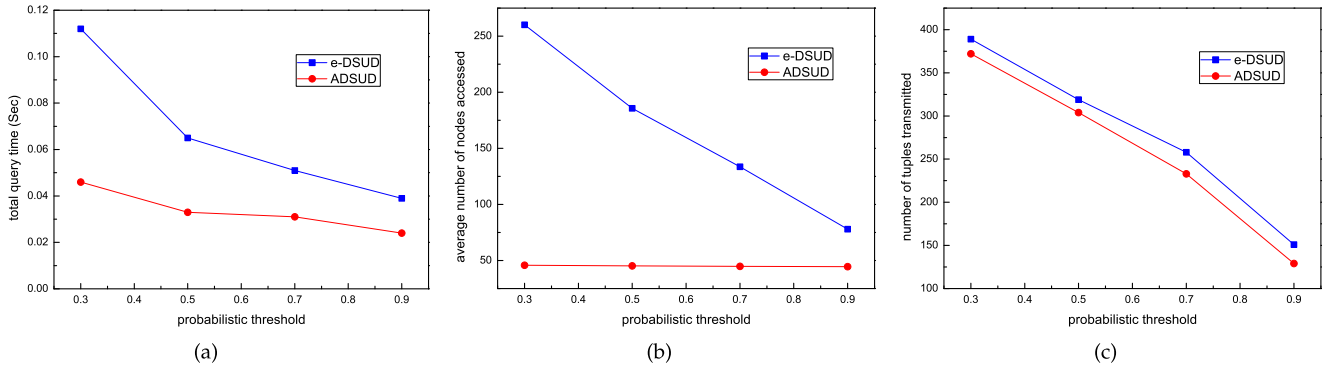 total query time (Sec)
0.12
0.10
0.08
0.06
0.04
0.02
0.00
0.3
0.4
0.5
0.6
0.7
0.8
0.9
probabilistic threshold
e-DSUD
ADSUD
(a)
average number of nodes accessed
250
200
150
100
50
0.3
0.4
0.5
0.6
0.7
0.8
0.9
probabilistic threshold
e-DSUD
ADSUD
(b)
number of tuples transmitted
400
350
300
250
200
150
100
0.3
0.4
0.5
0.6
0.7
0.8
0.9
probabilistic threshold
e-DSUD
ADSUD
(c)